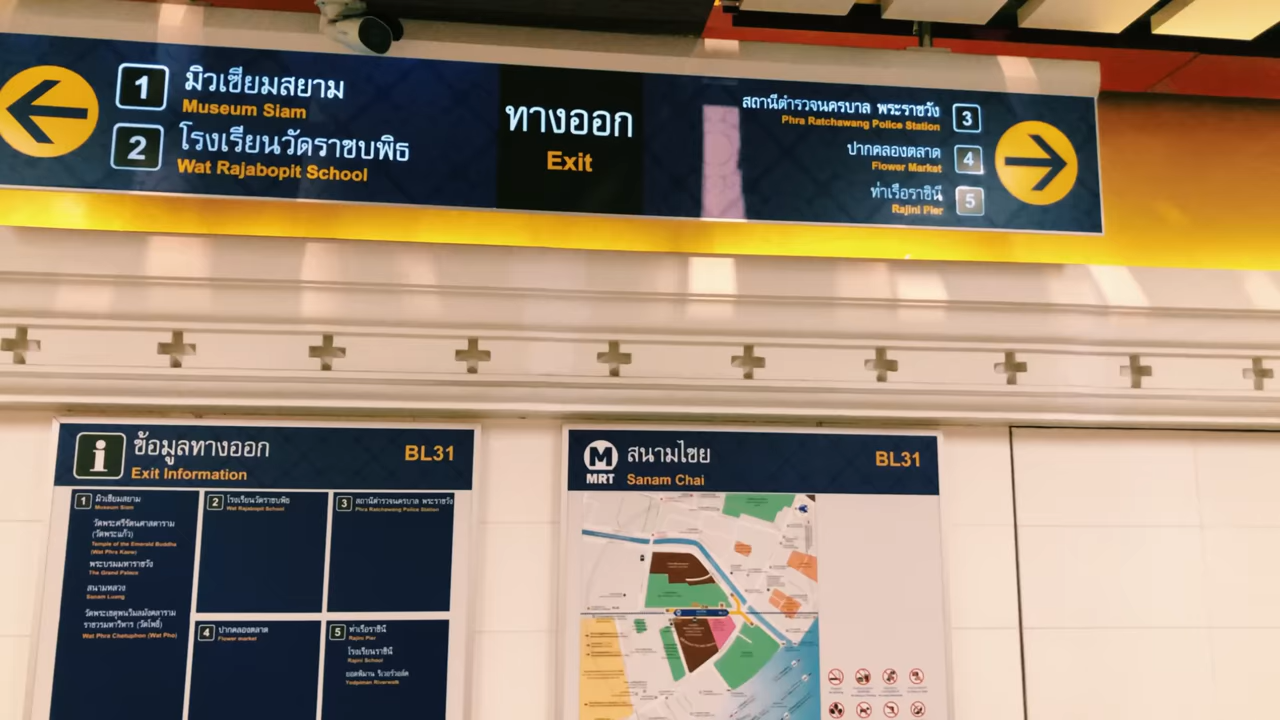 1 มิวเซียมสยาม
Museum Siam
2 โรงเรียนวัดราชบพิธ
Wat Rajabopit School
ทางออก
Exit
สถานีตำรวจนครบาล พระราชวัง 3
Phra Ratchawang Police Station
ปากคลองตลาด 4
Flower Market
ท่าเรือราชินี 5
Rajini Pier
i ข้อมูลทางออก BL31
Exit Information
1 มิวเซียมสยาม
Museum Siam
วัดพระศรีรัตนศาสดาราม
(วัดพระแก้ว)
Temple of the Emerald Buddha
(Wat Phra Kaew)
พระบรมมหาราชวัง
The Grand Palace
สนามหลวง
Sanam Luang
วัดพระเชตุพนวิมลมังคลาราม
ราชวรมหาวิหาร (วัดโพธิ์)
Wat Phra Chetuphon (Wat Pho)
2 โรงเรียนวัดราชบพิธ
Wat Rajabopit School
3 สถานีตำรวจนครบาล พระราชวัง
Phra Ratchawang Police Station
4 ปากคลองตลาด
Flower market
5 ท่าเรือราชินี
Rajini Pier
โรงเรียนราชินี
Rajini School
ยอดพิมาน ริเวอร์วอล์ค
Yodpiman Riverwalk
M สนามไชย BL31
MRT Sanam Chai